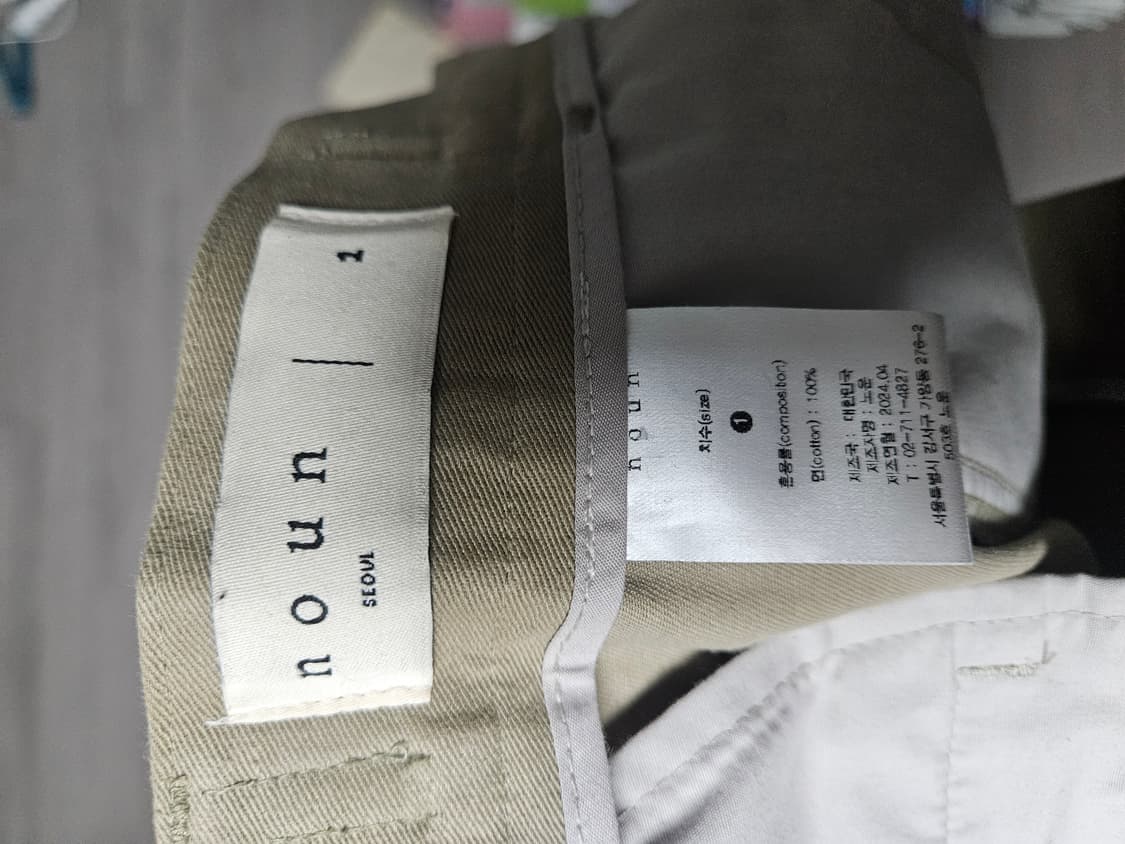 noun | 1
SEOUL
noun
치수(size)
1
혼용률(composition)
면(cotton) : 100%
제조국 : 대한민국
제조자명 : 노운
제조연월 : 2024.04
T : 02-711-4827
서울특별시 강서구 가양동 276-2
503호 노운